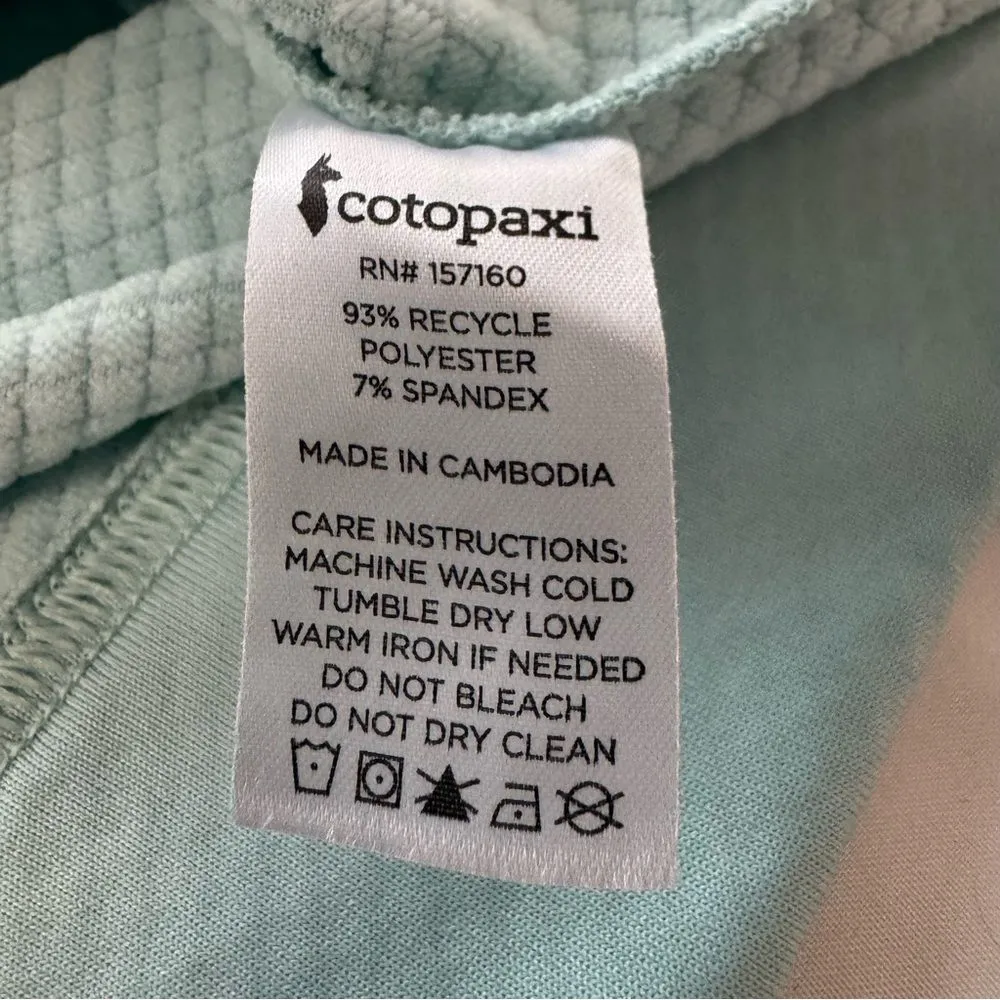 cotopaxi
RN# 157160
93% RECYCLE
POLYESTER
7% SPANDEX
MADE IN CAMBODIA
CARE INSTRUCTIONS:
MACHINE WASH COLD
TUMBLE DRY LOW
WARM IRON IF NEEDED
DO NOT BLEACH
DO NOT DRY CLEAN